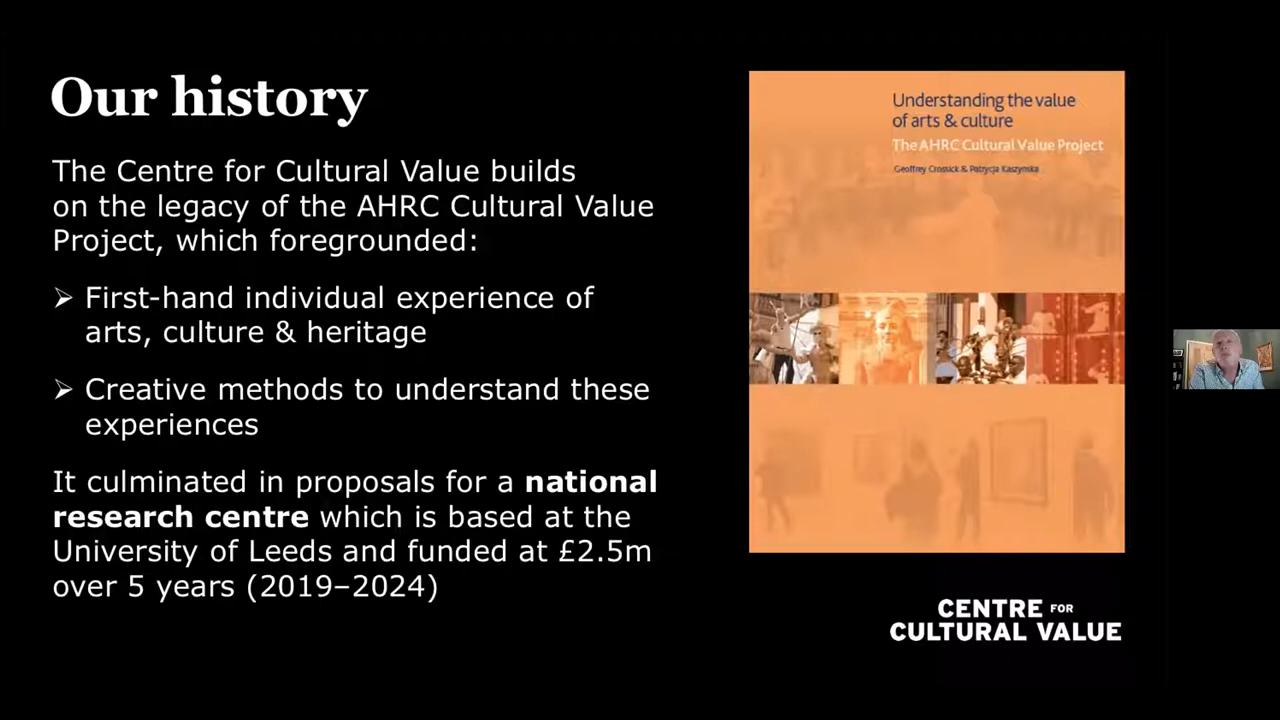 Our history
The Centre for Cultural Value builds
on the legacy of the AHRC Cultural Value
Project, which foregrounded:
➢ First-hand individual experience of
arts, culture & heritage
➢ Creative methods to understand these
experiences
It culminated in proposals for a national
research centre which is based at the
University of Leeds and funded at £2.5m
over 5 years (2019–2024)
Understanding the value
of arts & culture
The AHRC Cultural Value Project
Geoffrey Crossick & Patrycja Kaszynska
CENTRE FOR
CULTURAL VALUE